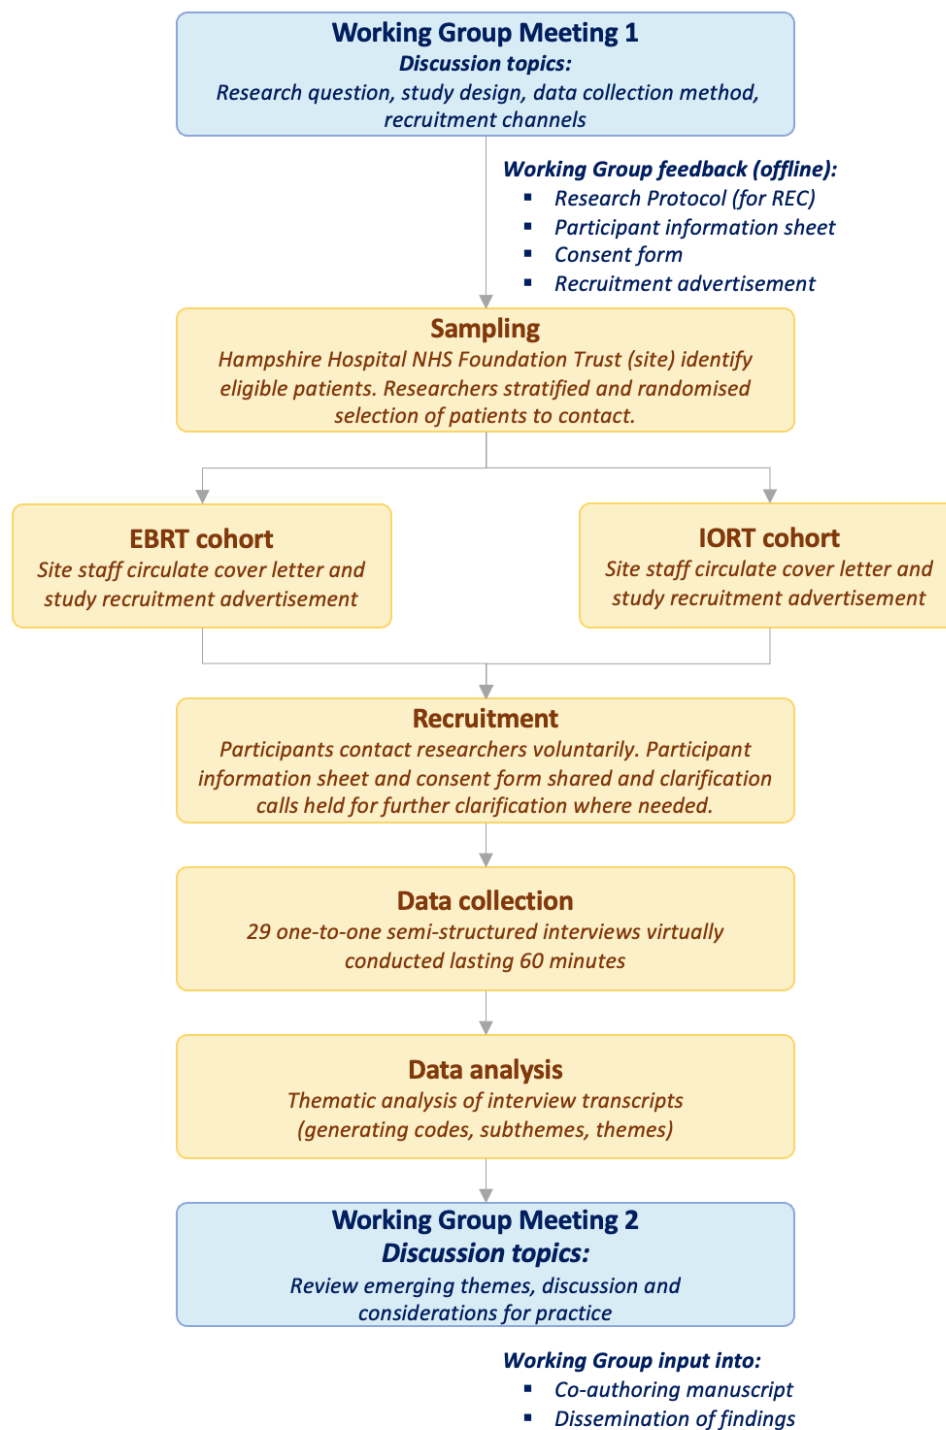 Working Group Meeting 1
Discussion topics:
Research question, study design, data collection method,
recruitment channels
Working Group feedback (offline):
▪ Research Protocol (for REC)
▪ Participant information sheet
▪ Consent form
▪ Recruitment advertisement
Sampling
Hampshire Hospital NHS Foundation Trust (site) identify
eligible patients. Researchers stratified and randomised
selection of patients to contact.
EBRT cohort
Site staff circulate cover letter and
study recruitment advertisement
IORT cohort
Site staff circulate cover letter and
study recruitment advertisement
Recruitment
Participants contact researchers voluntarily. Participant
information sheet and consent form shared and clarification
calls held for further clarification where needed.
Data collection
29 one-to-one semi-structured interviews virtually
conducted lasting 60 minutes
Data analysis
Thematic analysis of interview transcripts
(generating codes, subthemes, themes)
Working Group Meeting 2
Discussion topics:
Review emerging themes, discussion and
considerations for practice
Working Group input into:
▪ Co-authoring manuscript
▪ Dissemination of findings